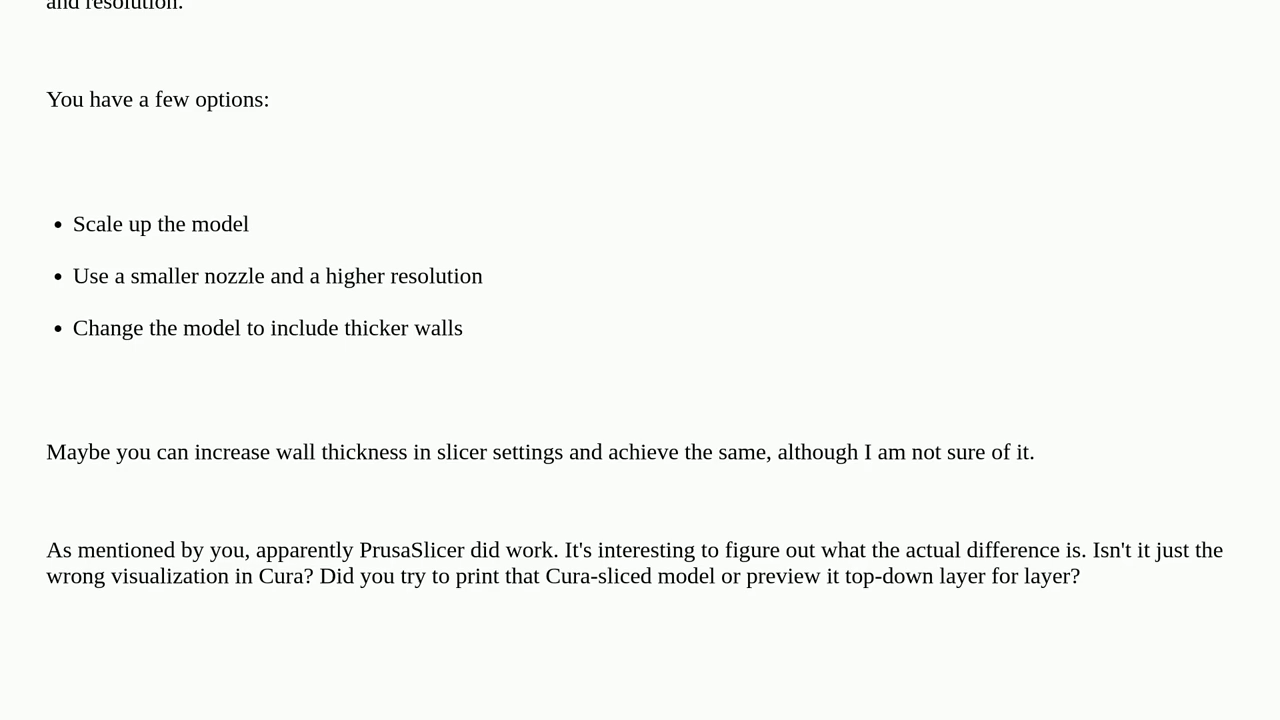 and resolution.
You have a few options:
• Scale up the model
• Use a smaller nozzle and a higher resolution
• Change the model to include thicker walls
Maybe you can increase wall thickness in slicer settings and achieve the same, although I am not sure of it.
As mentioned by you, apparently PrusaSlicer did work. It's interesting to figure out what the actual difference is. Isn't it just the
wrong visualization in Cura? Did you try to print that Cura-sliced model or preview it top-down layer for layer?